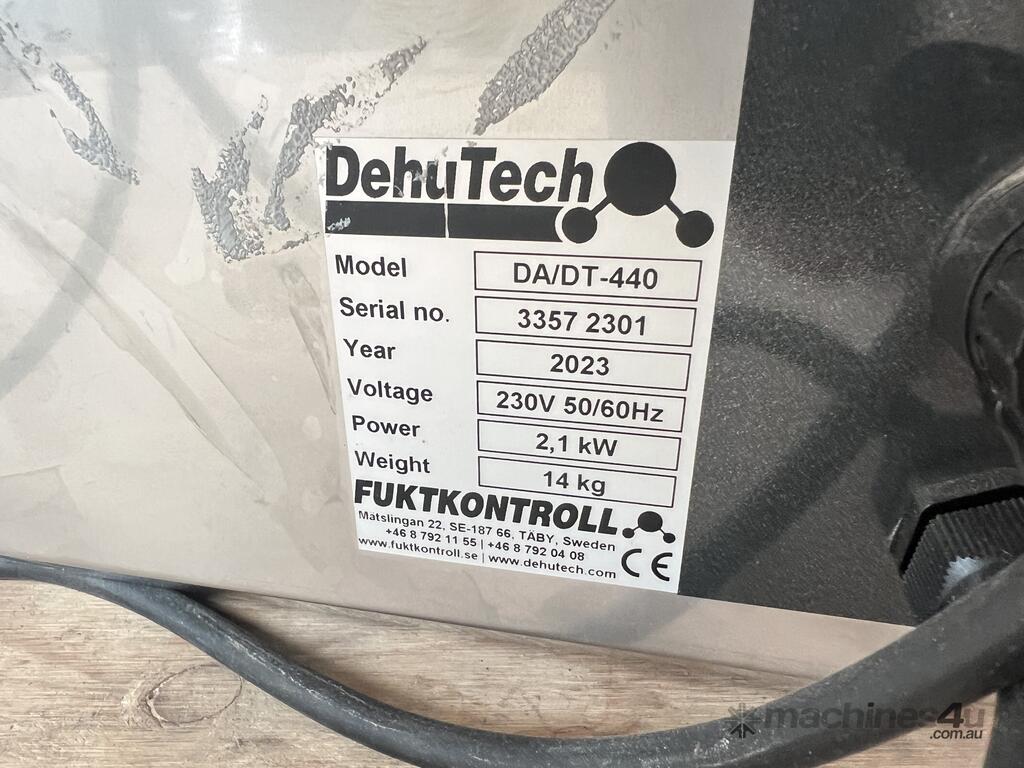 DehuTech
Model DA/DT-440
Serial no. 3357 2301
Year 2023
Voltage 230V 50/60Hz
Power 2,1 kW
Weight 14 kg
FUKTKONTROLL
Matslingan 22, SE-187 66, TÄBY, Sweden
+46 8 792 11 55 | +46 8 792 04 08
www.fuktkontroll.se | www.dehutech.com
CE
machines4u
.com.au